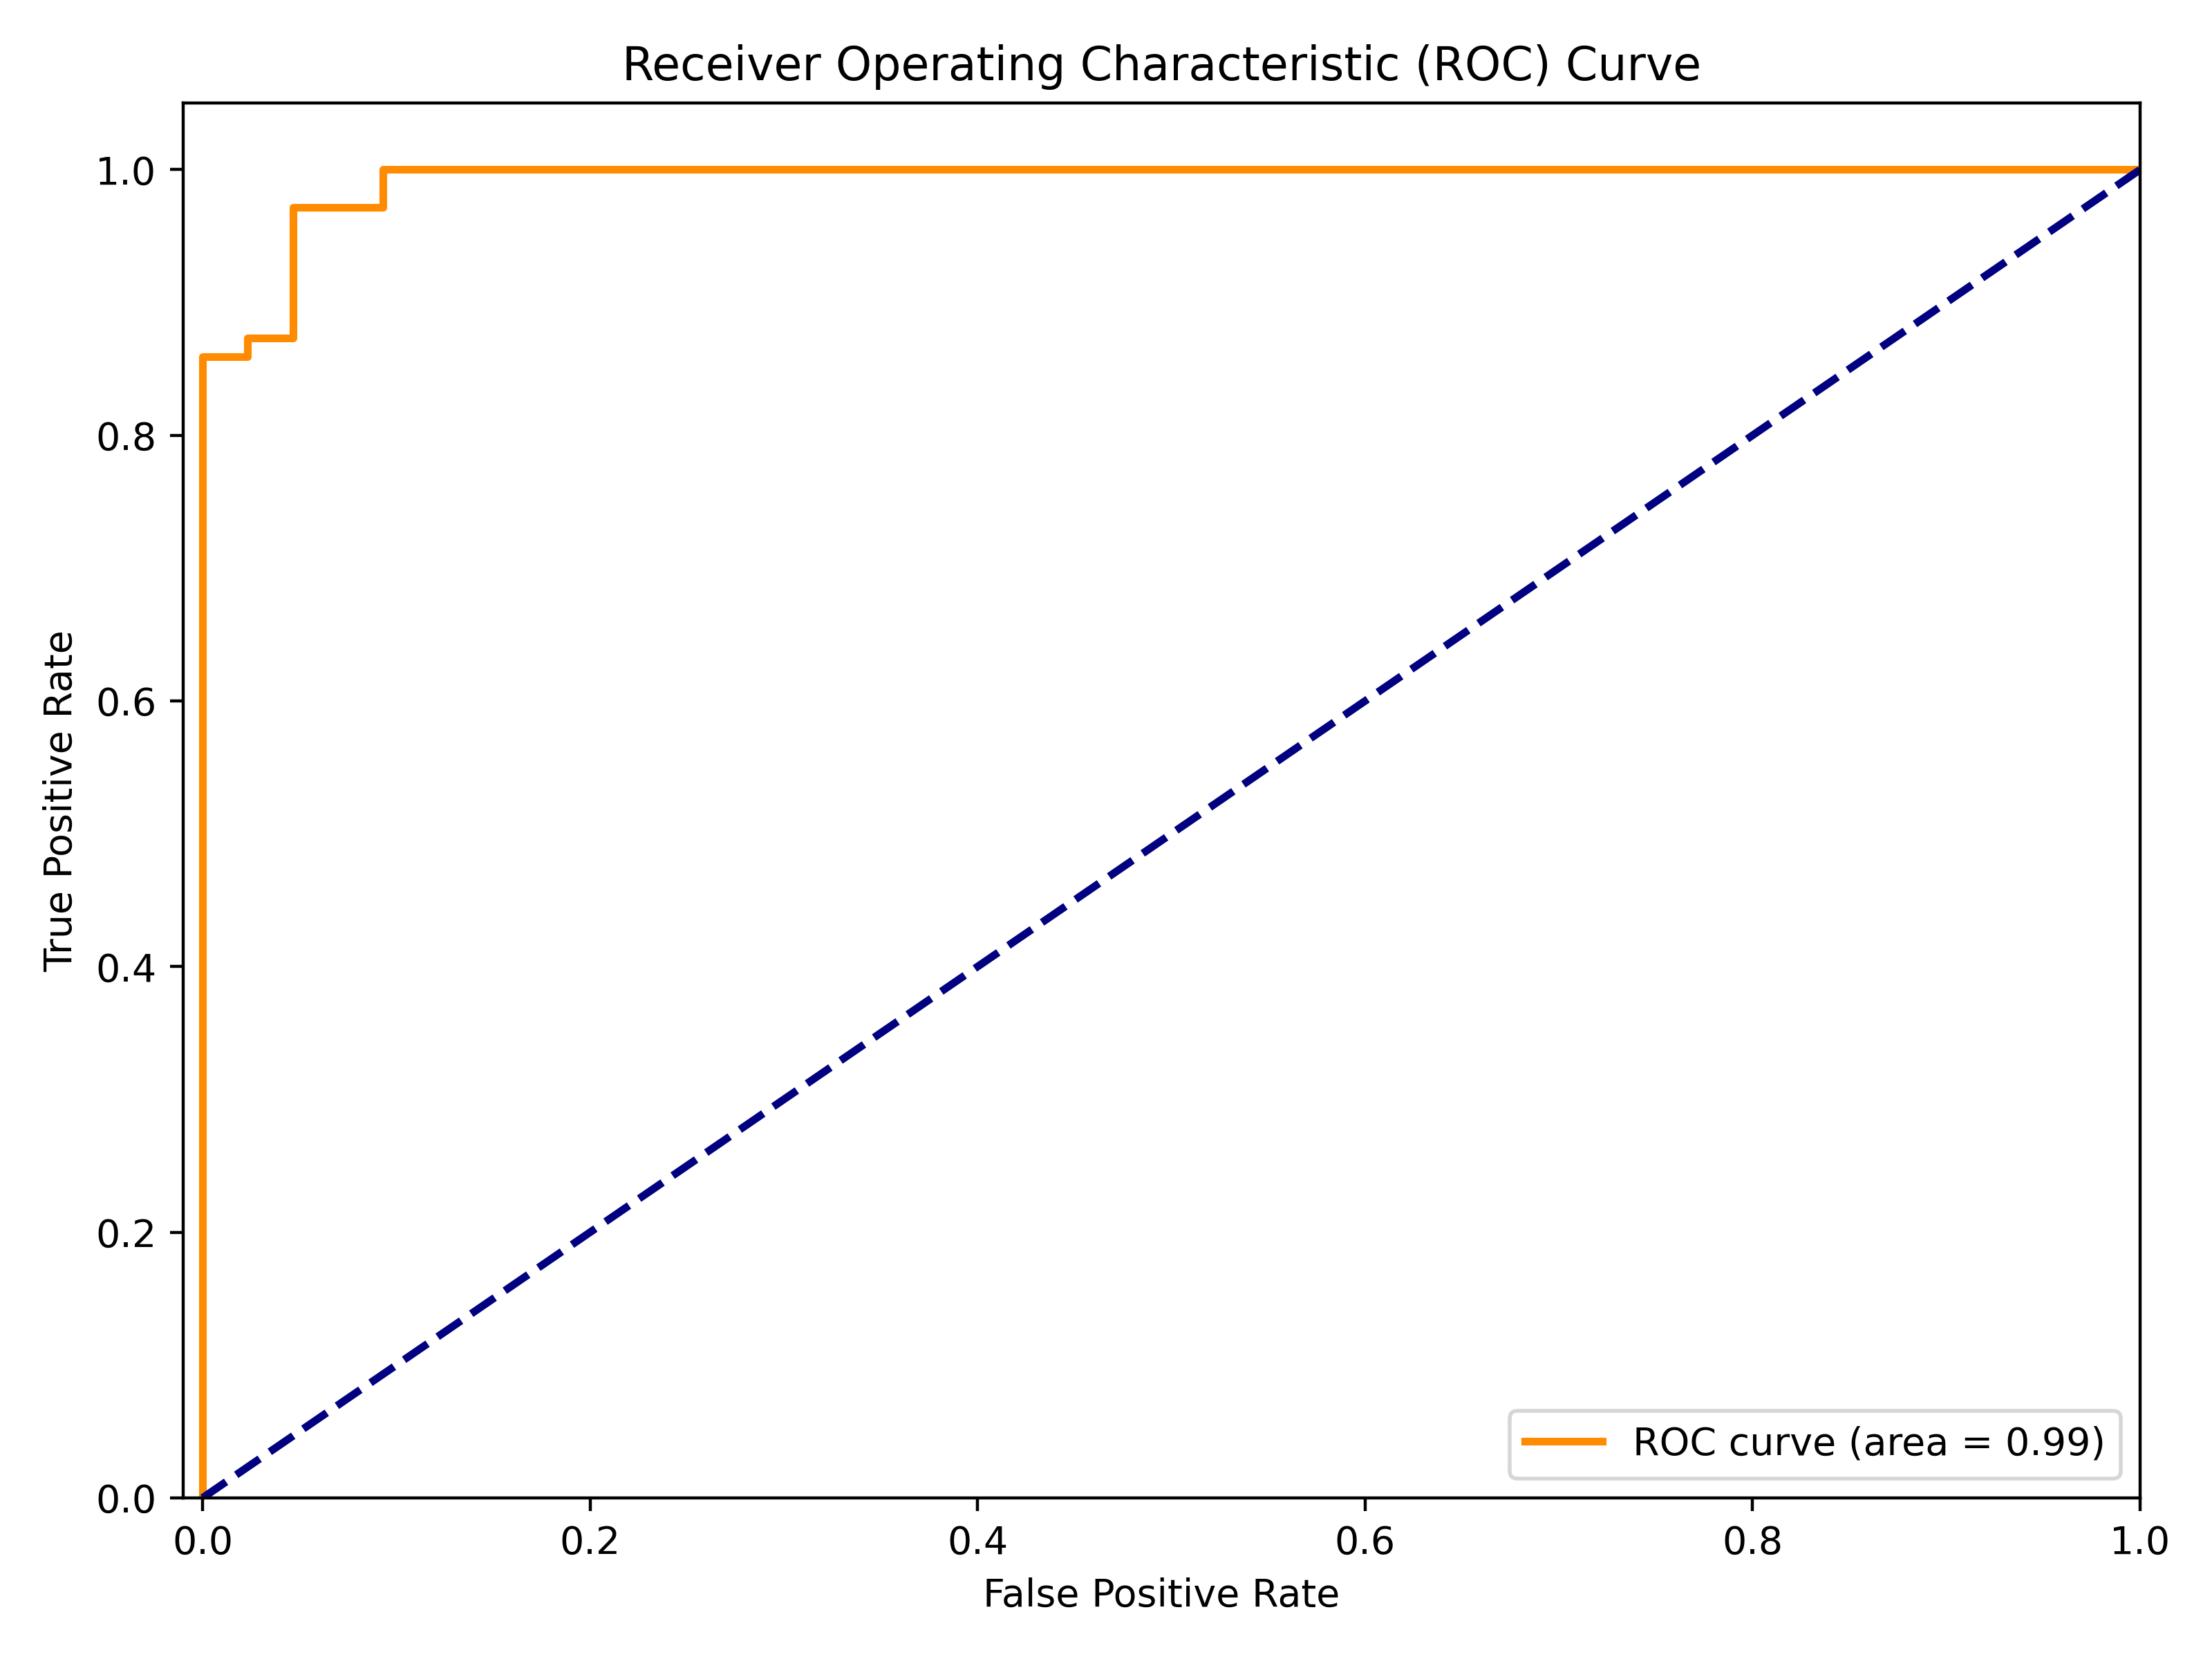 Receiver Operating Characteristic (ROC) Curve
1.0
0.8
0.6
0.4
0.2
0.0
True Positive Rate
ROC curve (area = 0.99)
0.0 0.2 0.4 0.6 0.8 1.0
False Positive Rate